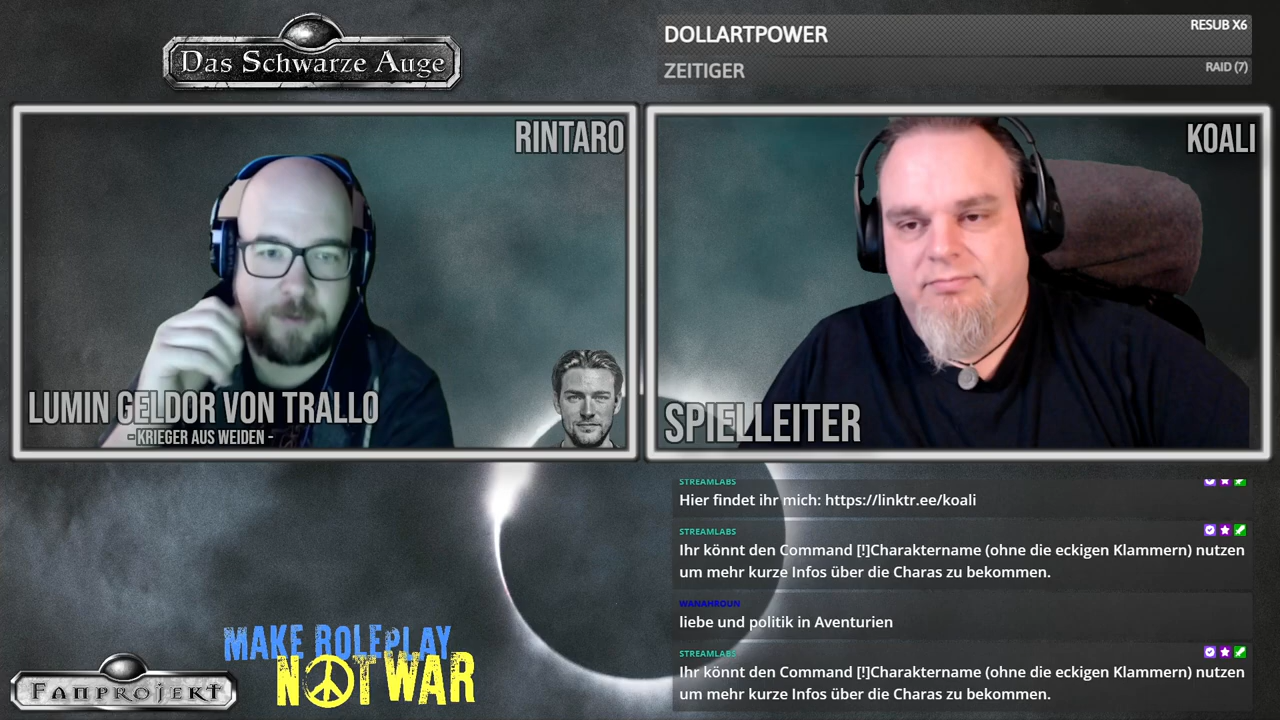 Das Schwarze Auge
DOLLARTPOWER
RESUB X6
ZEITIGER
RAID (7)
RINTARO
LUMIN GELDOR VON TRALLO
- KRIEGER AUS WEIDEN -
KOALI
SPIELLEITER
STREAMLABS
Hier findet ihr mich: https://linktr.ee/koali
STREAMLABS
Ihr könnt den Command [!]Charaktername (ohne die eckigen Klammern) nutzen
um mehr kurze Infos über die Charas zu bekommen.
WANAHROUN
liebe und politik in Aventurien
STREAMLABS
Ihr könnt den Command [!]Charaktername (ohne die eckigen Klammern) nutzen
um mehr kurze Infos über die Charas zu bekommen.
MAKE ROLEPLAY
NOT WAR
FANPROJEKT